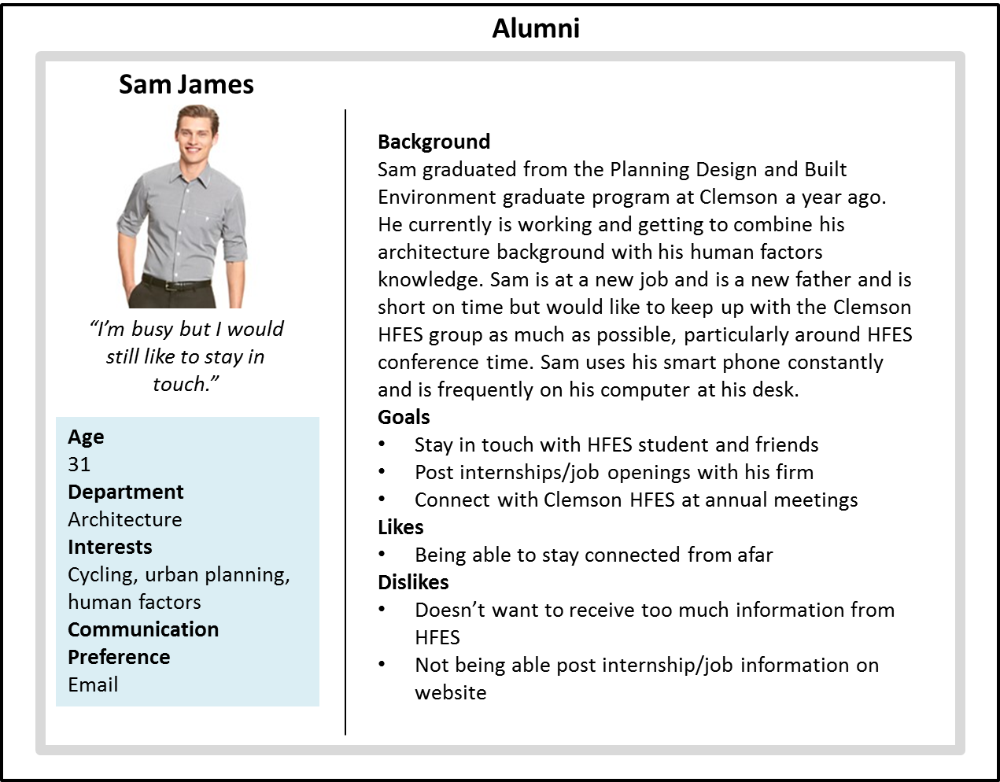 Alumni
Sam James
“I’m busy but I would
still like to stay in
touch.”
Age
31
Department
Architecture
Interests
Cycling, urban planning,
human factors
Communication
Preference
Email
Background
Sam graduated from the Planning Design and Built
Environment graduate program at Clemson a year ago.
He currently is working and getting to combine his
architecture background with his human factors
knowledge. Sam is at a new job and is a new father and is
short on time but would like to keep up with the Clemson
HFES group as much as possible, particularly around HFES
conference time. Sam uses his smart phone constantly
and is frequently on his computer at his desk.
Goals
• Stay in touch with HFES student and friends
• Post internships/job openings with his firm
• Connect with Clemson HFES at annual meetings
Likes
• Being able to stay connected from afar
Dislikes
• Doesn’t want to receive too much information from
HFES
• Not being able post internship/job information on
website